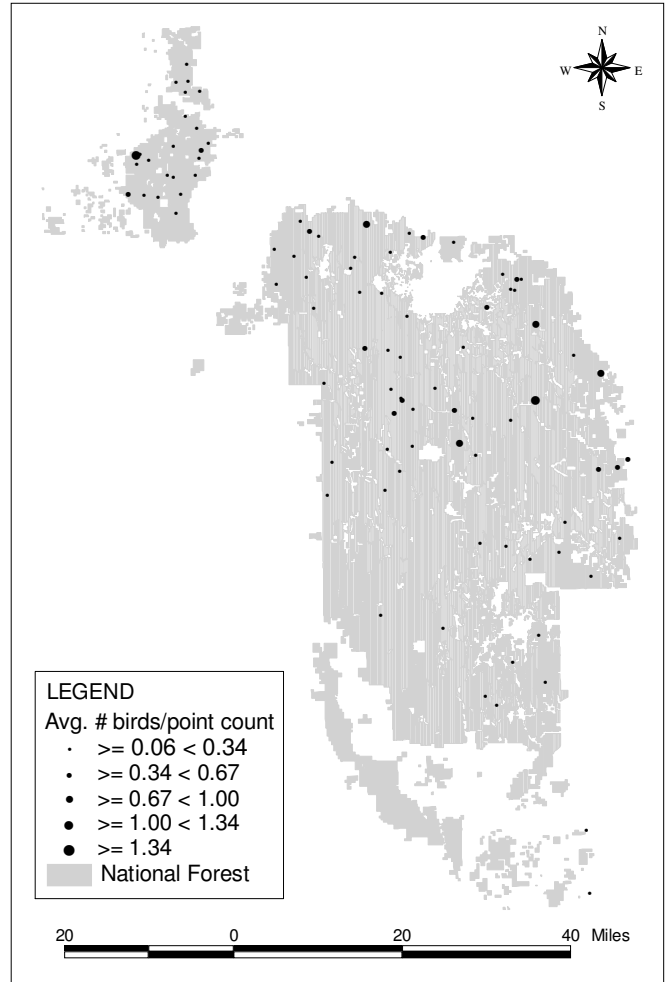 N
W E
S
LEGEND
Avg. # birds/point count
>= 0.06 < 0.34
>= 0.34 < 0.67
>= 0.67 < 1.00
>= 1.00 < 1.34
>= 1.34
National Forest
20 0 20 40 Miles